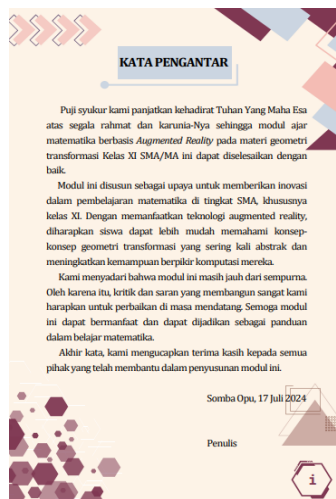 KATA PENGANTAR
Puji syukur kami panjatkan kehadirat Tuhan Yang Maha Esa
atas segala rahmat dan karunia-Nya sehingga modul ajar
matematika berbasis Augmented Reality pada materi geometri
transformasi Kelas XI SMA/MA ini dapat diselesaikan dengan
baik.
Modul ini disusun sebagai upaya untuk memberikan inovasi
dalam pembelajaran matematika di tingkat SMA, khususnya
kelas XI. Dengan memanfaatkan teknologi augmented reality,
diharapkan siswa dapat lebih mudah memahami konsep-
konsep geometri transformasi yang sering kali abstrak dan
meningkatkan kemampuan berpikir komputasi mereka.
Kami menyadari bahwa modul ini masih jauh dari sempurna.
Oleh karena itu, kritik dan saran yang membangun sangat kami
harapkan untuk perbaikan di masa mendatang. Semoga modul
ini dapat bermanfaat dan dapat dijadikan sebagai panduan
dalam belajar matematika.
Akhir kata, kami mengucapkan terima kasih kepada semua
pihak yang telah membantu dalam penyusunan modul ini.
Somba Opu, 17 Juli 2024
Penulis
i